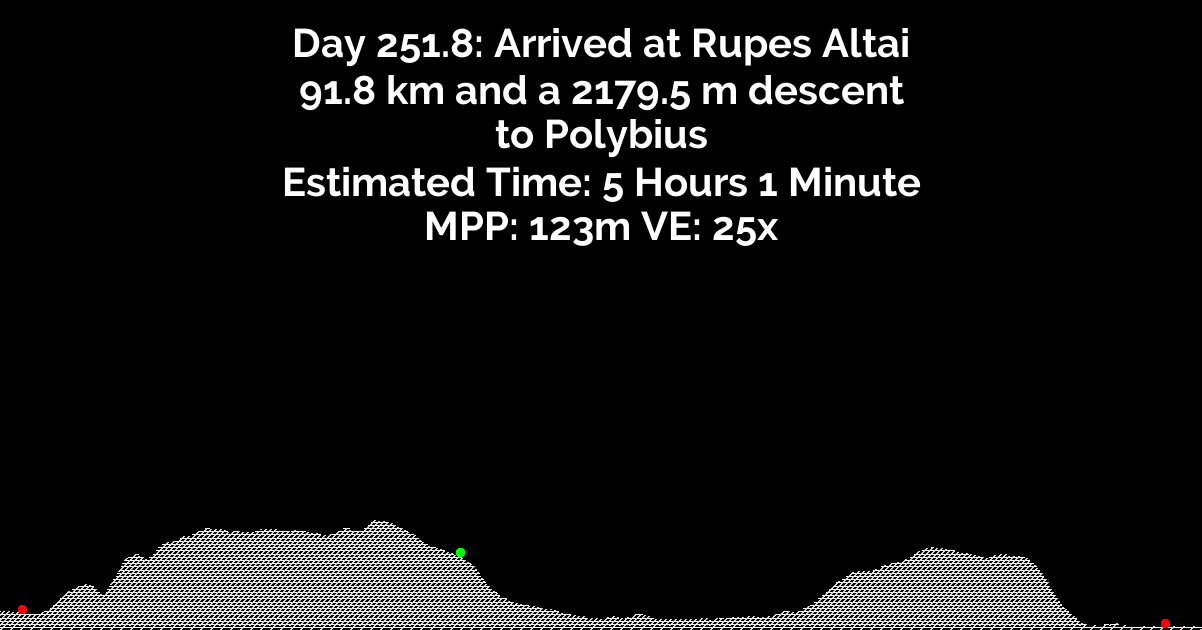 Day 251.8: Arrived at Rupes Altai
91.8 km and a 2179.5 m descent
to Polybius
Estimated Time: 5 Hours 1 Minute
MPP: 123m VE: 25x